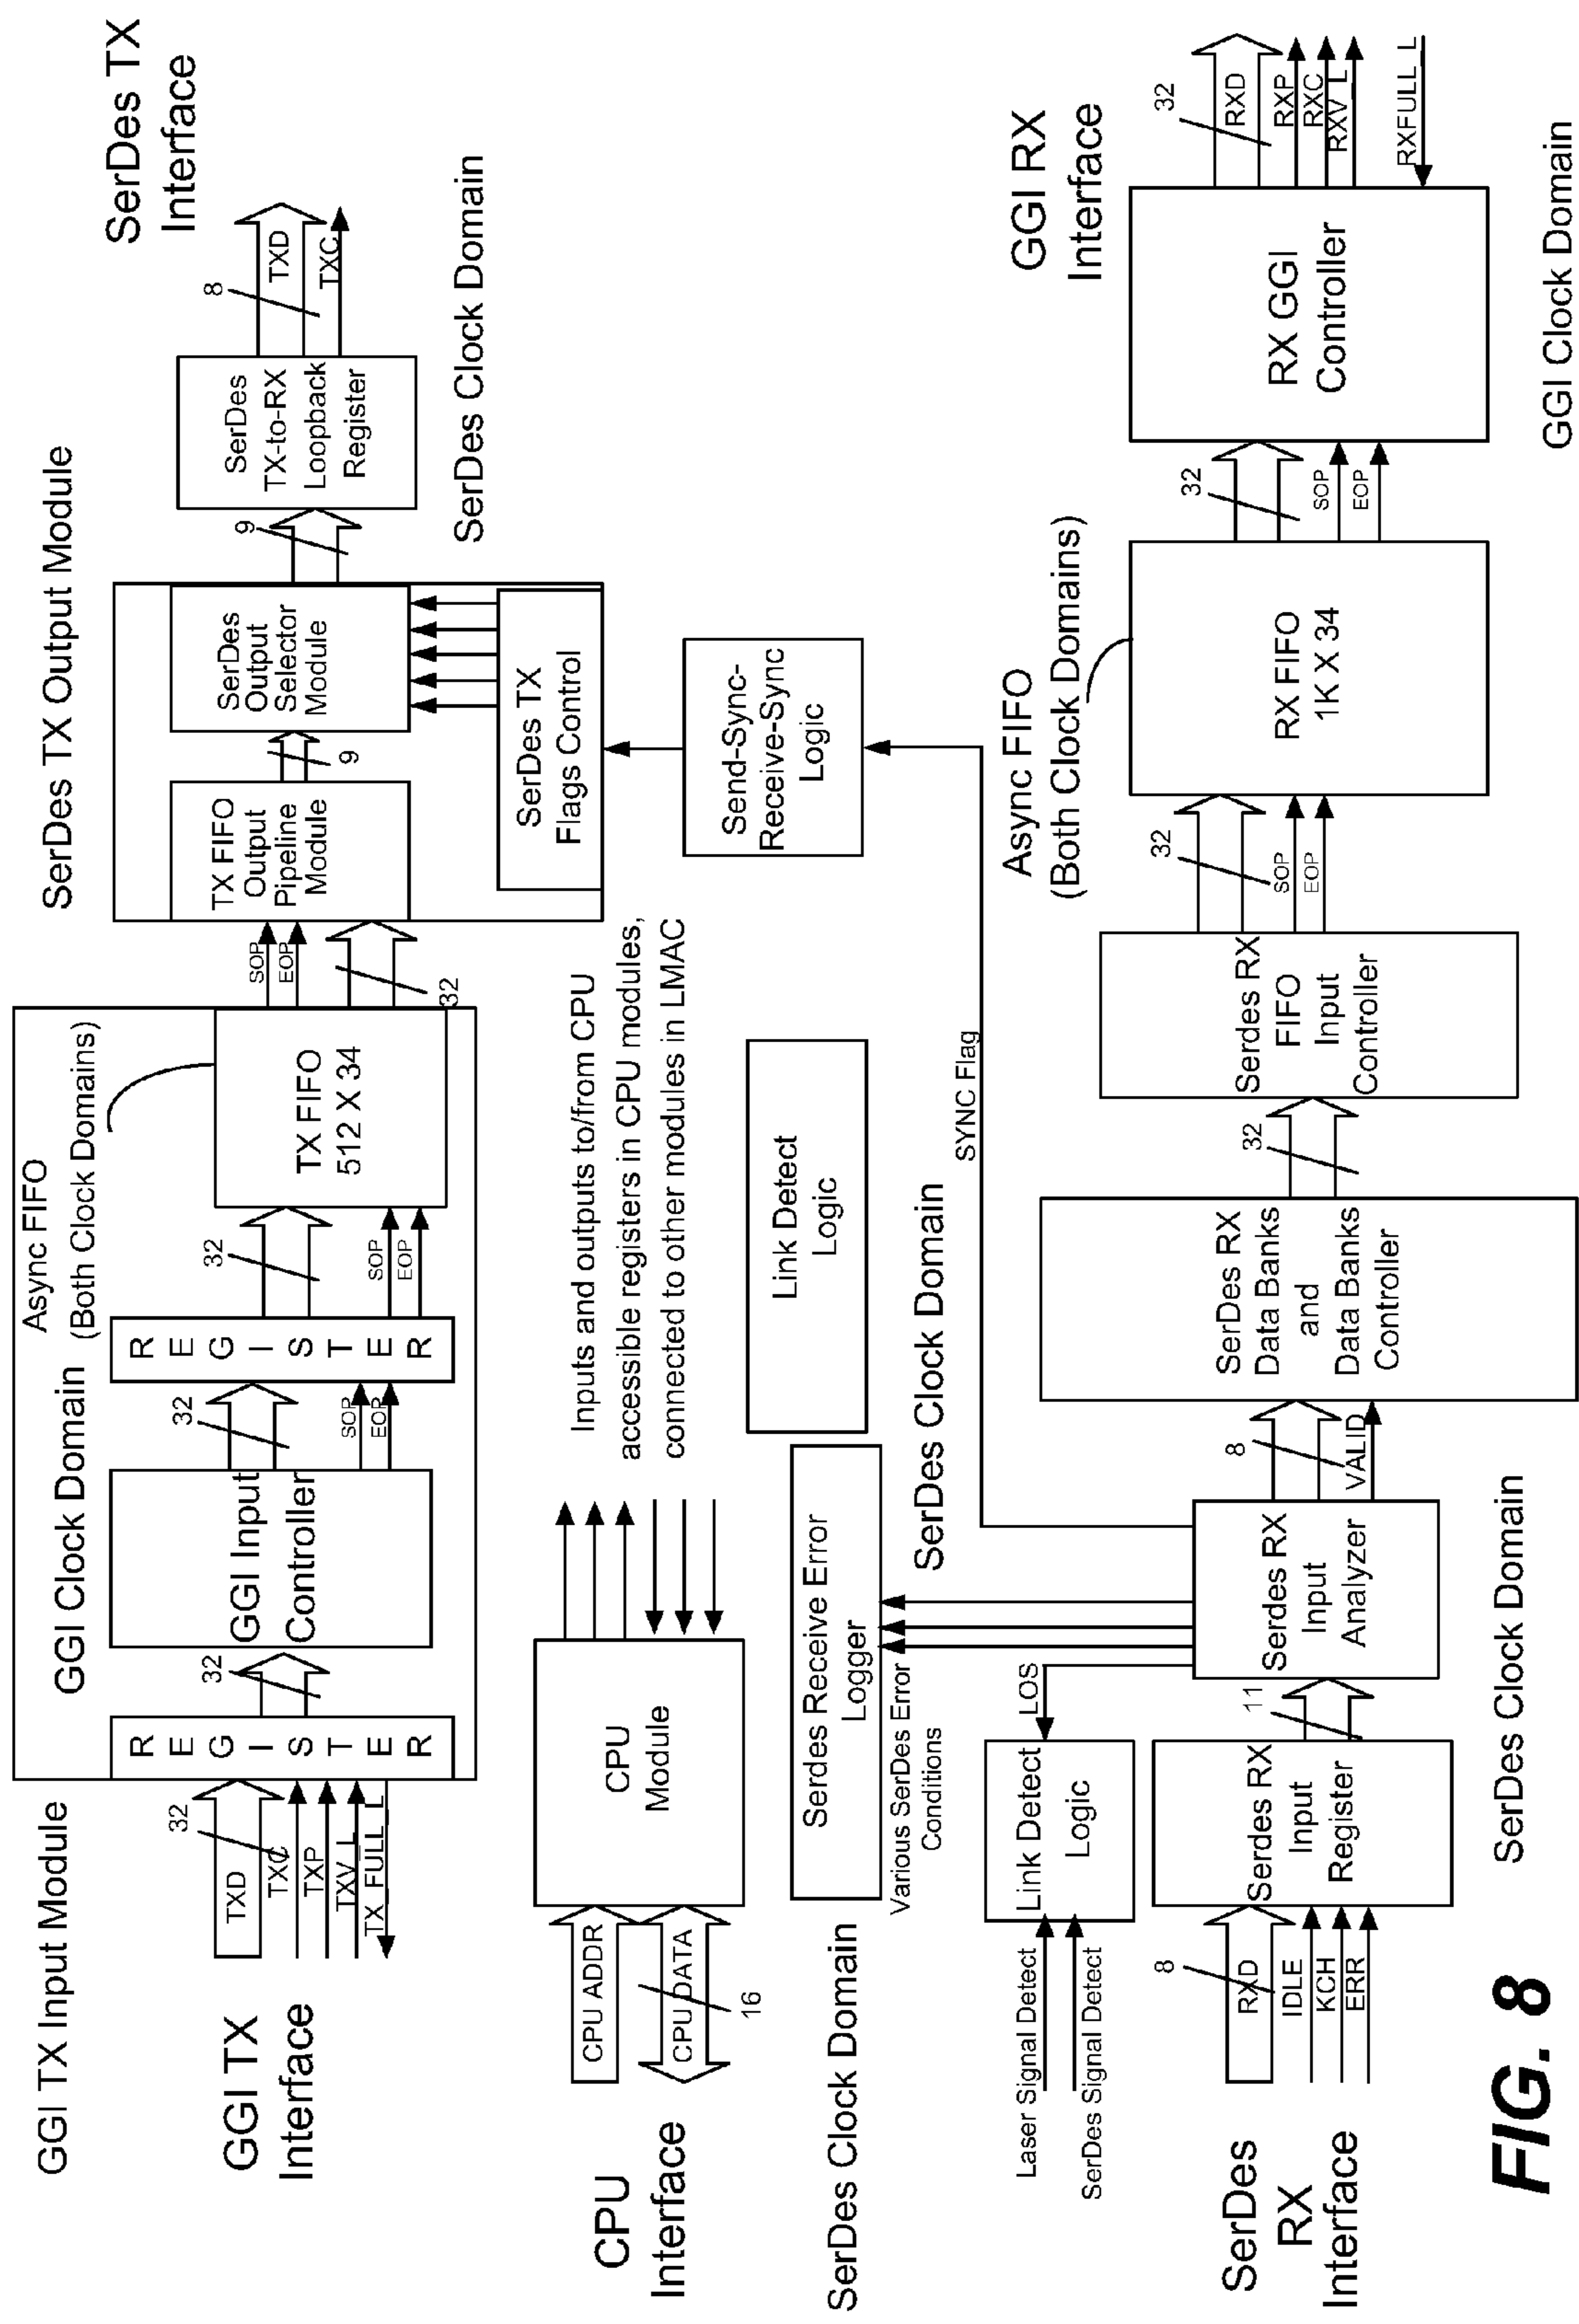 GGI TX Input Module
GGI TX
Interface
TXD
32
TXC
TXP
TXV_L
TX_FULL_L
REGISTER
32
GGI Clock Domain
GGI Input
Controller
32
SOP
EOP
REGISTER
Async FIFO
(Both Clock Domains)
32
SOP
EOP
TX FIFO
512 X 34
SOP
EOP
32
SerDes TX Output Module
TX FIFO
Output
Pipeline
Module
9
SerDes
Output
Selector
Module
SerDes TX
Flags Control
9
SerDes
TX-to-RX
Loopback
Register
SerDes Clock Domain
8
TXD
TXC
SerDes TX
Interface
CPU
Interface
CPU ADDR
CPU DATA
16
CPU
Module
Inputs and outputs to/from CPU
accessible registers in CPU modules,
connected to other modules in LMAC
Send-Sync-
Receive-Sync
Logic
Link Detect
Logic
SerDes Clock Domain
Serdes Receive Error
Logger
Various SerDes Error
Conditions
SerDes Clock Domain
SYNC Flag
Laser Signal Detect
SerDes Signal Detect
Link Detect
Logic
LOS
SerDes
RX
Interface
8
RXD
IDLE
KCH
ERR
Serdes RX
Input
Register
11
Serdes RX
Input
Analyzer
8
VALID
SerDes RX
Data Banks
and
Data Banks
Controller
32
Serdes RX
FIFO
Input
Controller
32
SOP
EOP
Async FIFO
(Both Clock Domains)
RX FIFO
1K X 34
32
SOP
EOP
RX GGI
Controller
GGI RX
Interface
32
RXD
RXP
RXC
RXV_L
RXFULL_L
SerDes Clock Domain
GGI Clock Domain
FIG. 8